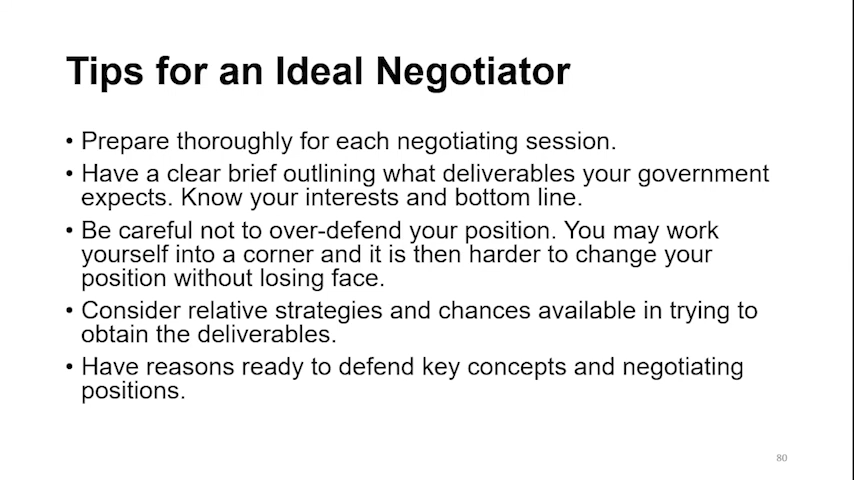 Tips for an Ideal Negotiator
• Prepare thoroughly for each negotiating session.
• Have a clear brief outlining what deliverables your government
expects. Know your interests and bottom line.
• Be careful not to over-defend your position. You may work
yourself into a corner and it is then harder to change your
position without losing face.
• Consider relative strategies and chances available in trying to
obtain the deliverables.
• Have reasons ready to defend key concepts and negotiating
positions.
80